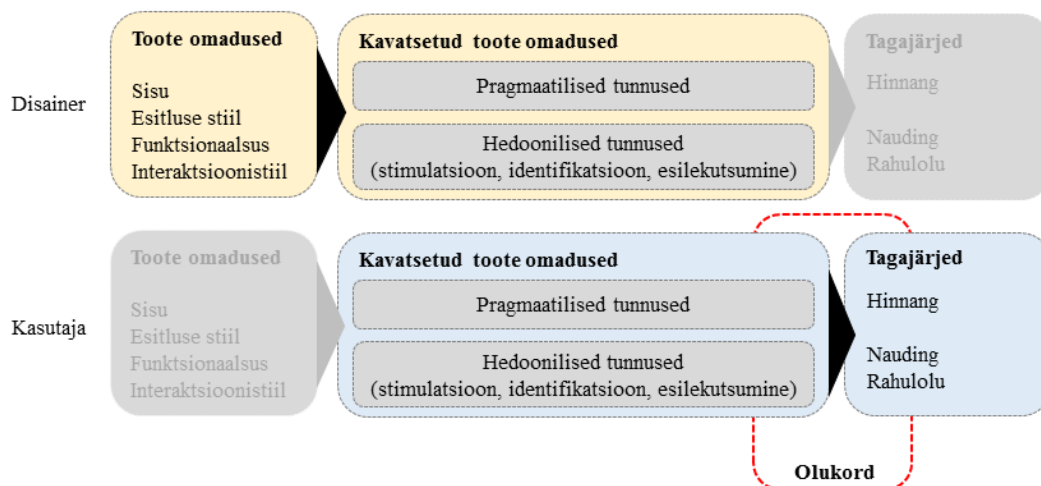 Disainer
Toote omadused
Sisu
Esitluse stiil
Funktsionaalsus
Interaktsioonistiil
Kavatsetud toote omadused
Pragmaatilised tunnused
Hedoonilised tunnused
(stimulatsioon, identifikatsioon, esilekutsumine)
Tagajärjed
Hinnang
Nauding
Rahulolu
Kasutaja
Toote omadused
Sisu
Esitluse stiil
Funktsionaalsus
Interaktsioonistiil
Kavatsetud toote omadused
Pragmaatilised tunnused
Hedoonilised tunnused
(stimulatsioon, identifikatsioon, esilekutsumine)
Tagajärjed
Hinnang
Nauding
Rahulolu
Olukord